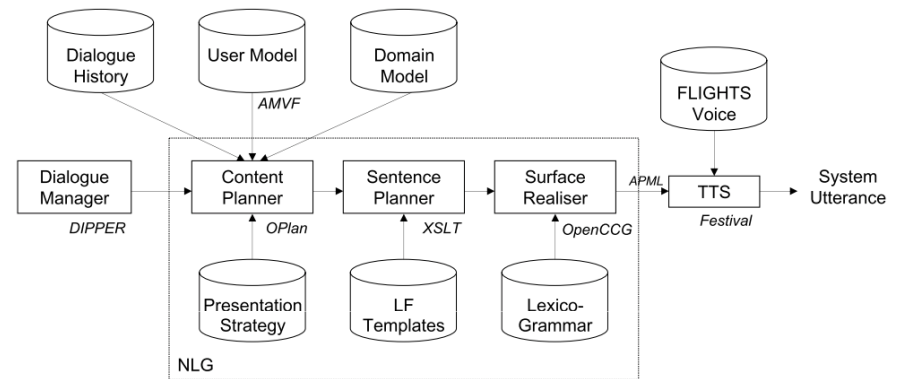 Dialogue
History
User Model
Domain
Model
AMVF
FLIGHTS
Voice
Dialogue
Manager
DIPPER
Content
Planner
OPlan
Sentence
Planner
XSLT
Surface
Realiser
OpenCCG
APML
TTS
Festival
System
Utterance
Presentation
Strategy
LF
Templates
Lexico-
Grammar
NLG